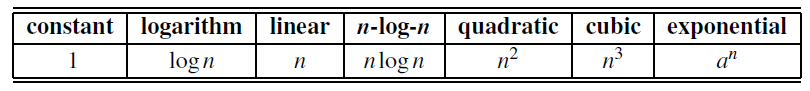 constant logarithm linear n-log-n quadratic cubic exponential
1 log n n n log n n² n³ aⁿ